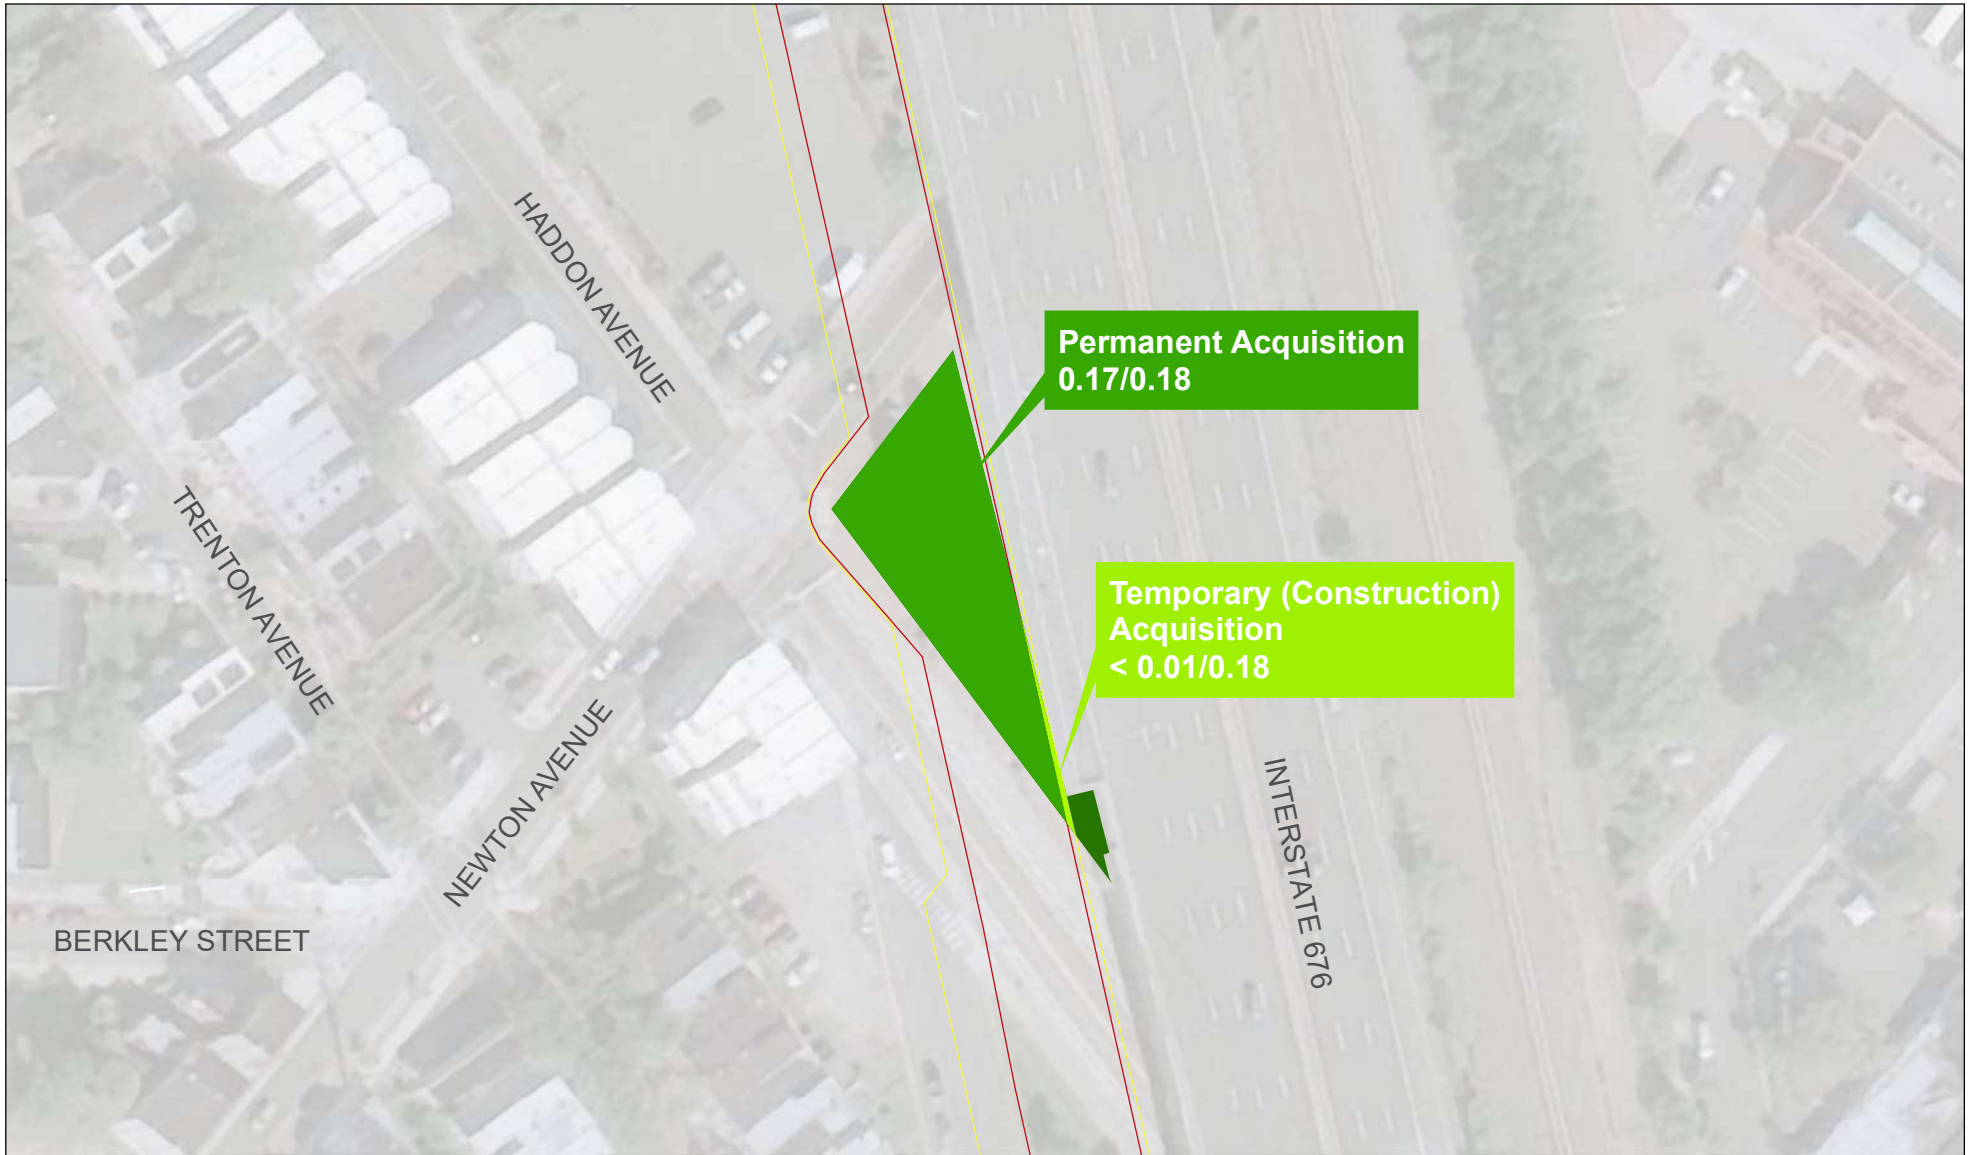 HADDON AVENUE
Permanent Acquisition
0.17/0.18
TRENTON AVENUE
Temporary (Construction)
Acquisition
< 0.01/0.18
NEWTON AVENUE
INTERSTATE 676
BERKLEY STREET